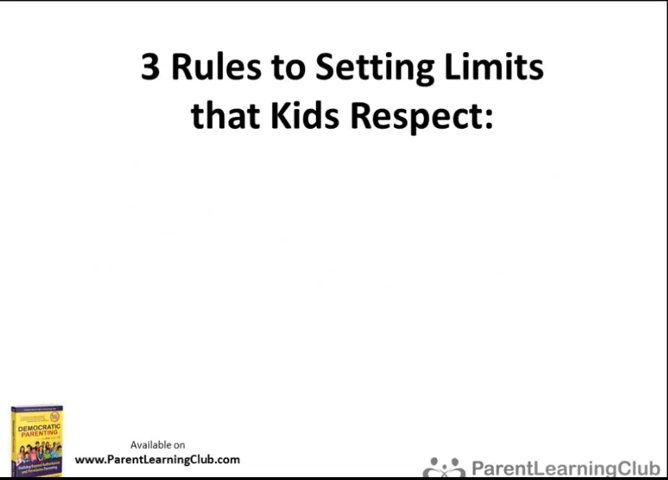 3 Rules to Setting Limits
that Kids Respect:
DEMOCRATIC
PARENTING
Available on
www.ParentLearningClub.com
ParentLearningClub